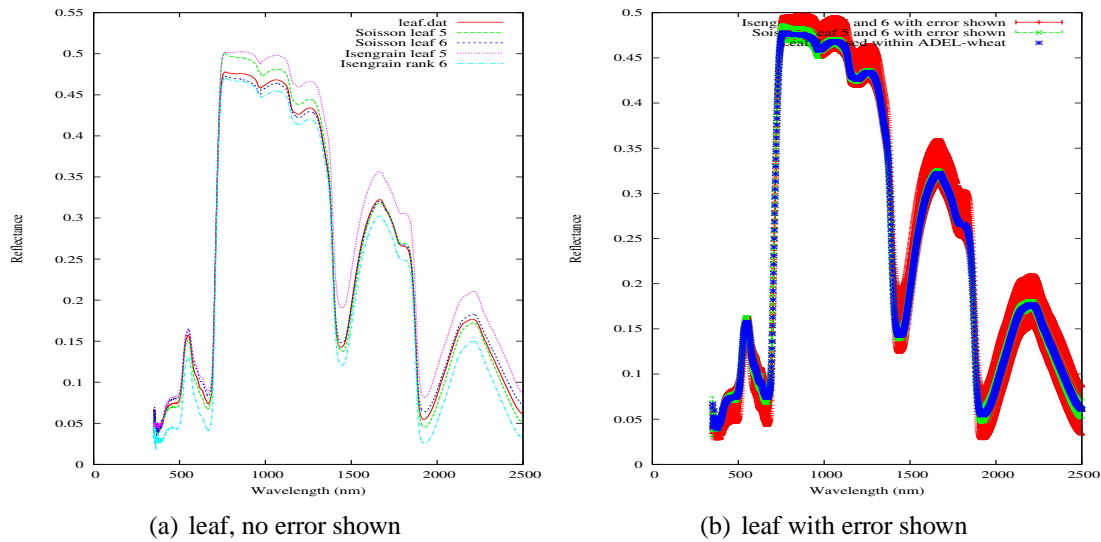 leaf.dat
Soisson leaf 5
Soisson leaf 6
Isengrain leaf 5
Isengrain rank 6
0.5
0.45
0.4
0.35
0.3
0.25
0.2
0.15
0.1
0.05
0
Reflectance
0 500 1000 1500 2000 2500
Wavelength (nm)
(a) leaf, no error shown
5 and 6 with error shown
5 and 6 with error shown
within ADEL-wheat
0.5
0.45
0.4
0.35
0.3
0.25
0.2
0.15
0.1
0.05
0
Reflectance
0 500 1000 1500 2000 2500
Wavelength (nm)
(b) leaf with error shown